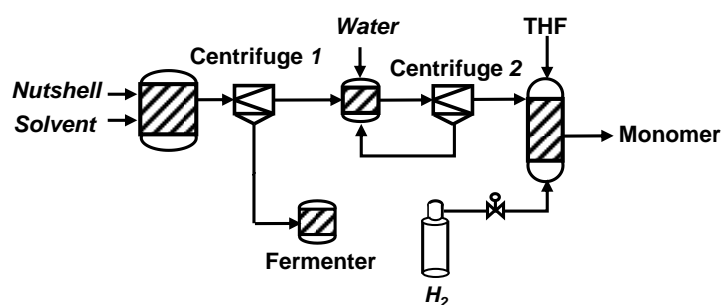 Water
THF
Centrifuge 1
Centrifuge 2
Nutshell
Solvent
Monomer
Fermenter
H2